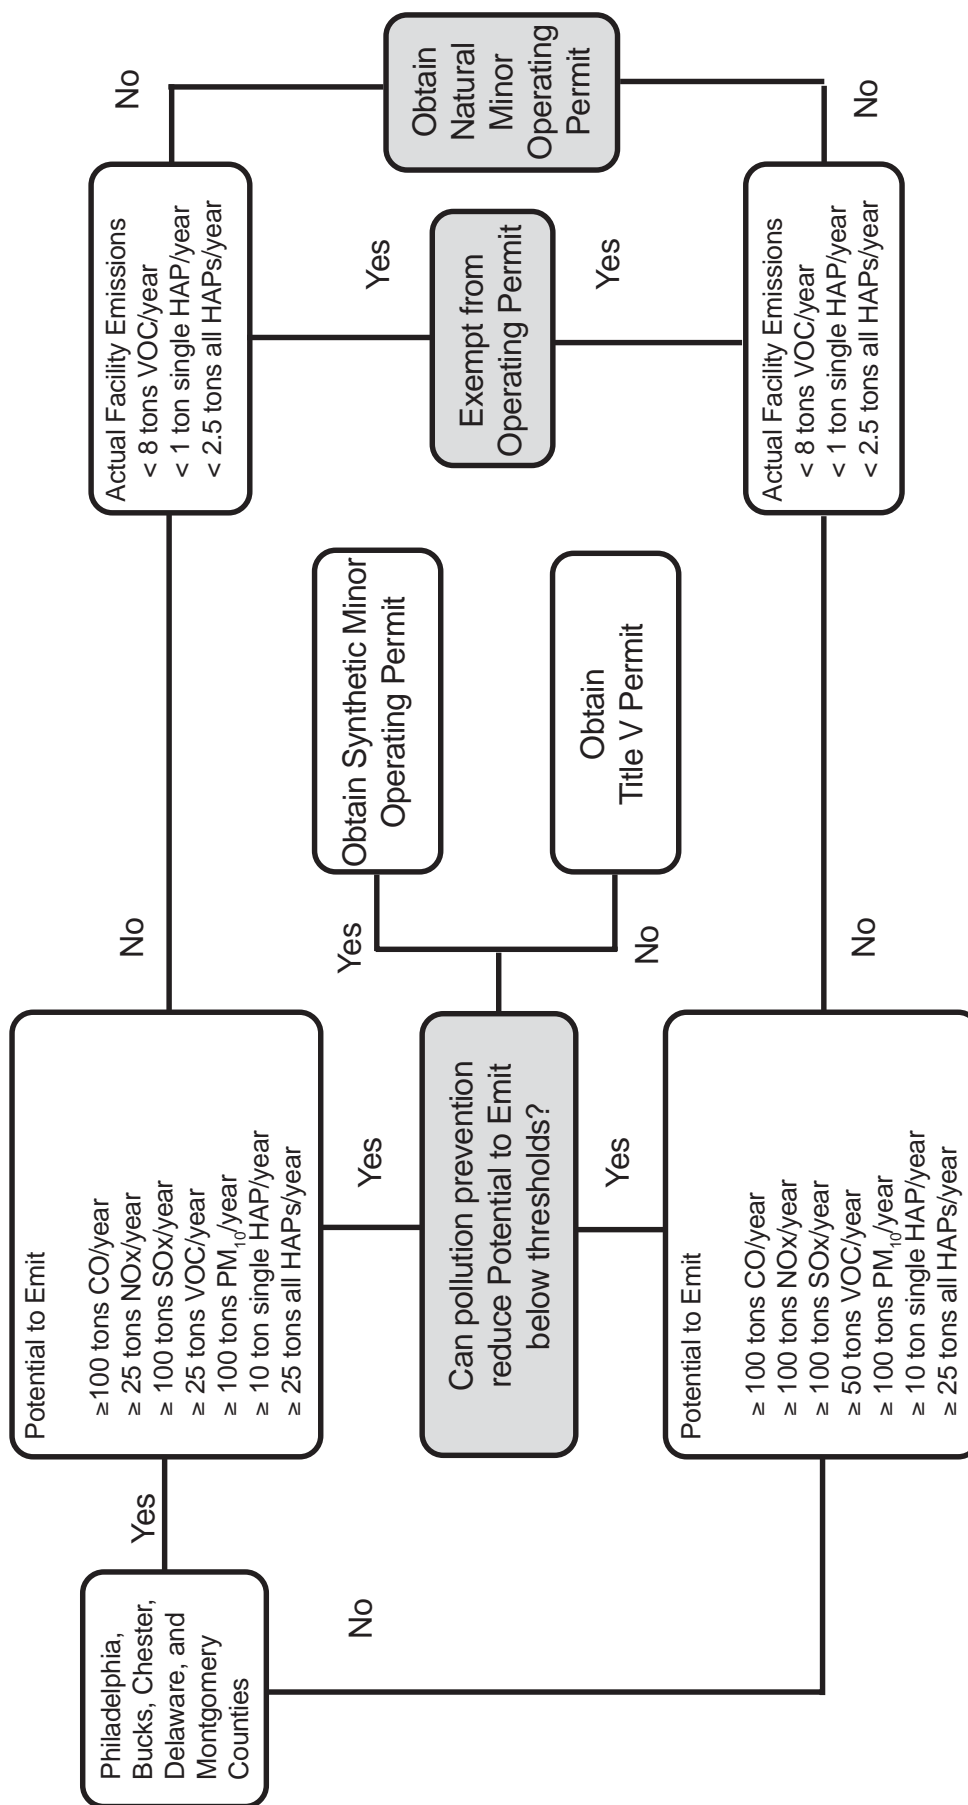 Philadelphia,
Bucks, Chester,
Delaware, and
Montgomery
Counties
Yes
No
Potential to Emit
≥100 tons CO/year
≥ 25 tons NOx/year
≥ 100 tons SOx/year
≥ 25 tons VOC/year
≥ 100 tons PM₁₀/year
≥ 10 ton single HAP/year
≥ 25 tons all HAPs/year
No
Yes
Can pollution prevention
reduce Potential to Emit
below thresholds?
Yes
Potential to Emit
≥ 100 tons CO/year
≥ 100 tons NOx/year
≥ 100 tons SOx/year
≥ 50 tons VOC/year
≥ 100 tons PM₁₀/year
≥ 10 ton single HAP/year
≥ 25 tons all HAPs/year
No
Yes
No
Obtain Synthetic Minor
Operating Permit
Obtain
Title V Permit
Actual Facility Emissions
< 8 tons VOC/year
< 1 ton single HAP/year
< 2.5 tons all HAPs/year
No
Yes
Exempt from
Operating Permit
Yes
Actual Facility Emissions
< 8 tons VOC/year
< 1 ton single HAP/year
< 2.5 tons all HAPs/year
No
Obtain
Natural
Minor
Operating
Permit